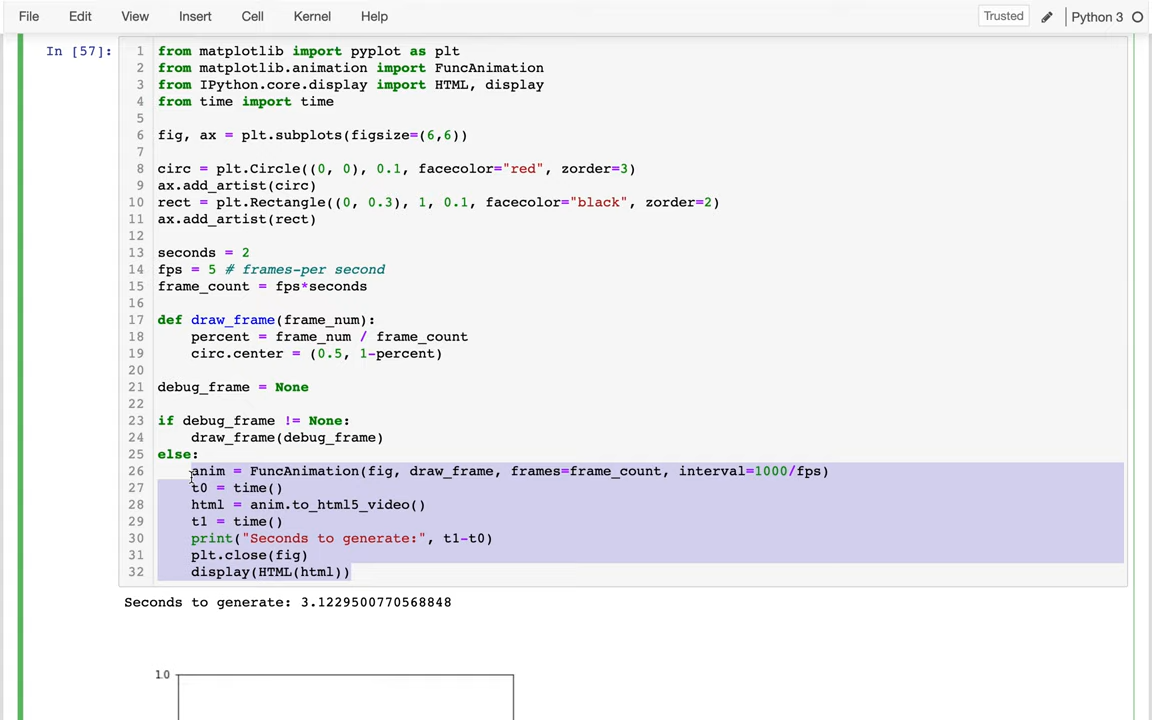 File Edit View Insert Cell Kernel Help Trusted Python 3
In [57]:
1 from matplotlib import pyplot as plt
2 from matplotlib.animation import FuncAnimation
3 from IPython.core.display import HTML, display
4 from time import time
5
6 fig, ax = plt.subplots(figsize=(6,6))
7
8 circ = plt.Circle((0, 0), 0.1, facecolor="red", zorder=3)
9 ax.add_artist(circ)
10 rect = plt.Rectangle((0, 0.3), 1, 0.1, facecolor="black", zorder=2)
11 ax.add_artist(rect)
12
13 seconds = 2
14 fps = 5 # frames-per second
15 frame_count = fps*seconds
16
17 def draw_frame(frame_num):
18     percent = frame_num / frame_count
19     circ.center = (0.5, 1-percent)
20
21 debug_frame = None
22
23 if debug_frame != None:
24     draw_frame(debug_frame)
25 else:
26     anim = FuncAnimation(fig, draw_frame, frames=frame_count, interval=1000/fps)
27     t0 = time()
28     html = anim.to_html5_video()
29     t1 = time()
30     print("Seconds to generate:", t1-t0)
31     plt.close(fig)
32     display(HTML(html))
Seconds to generate: 3.1229500770568848
1.0